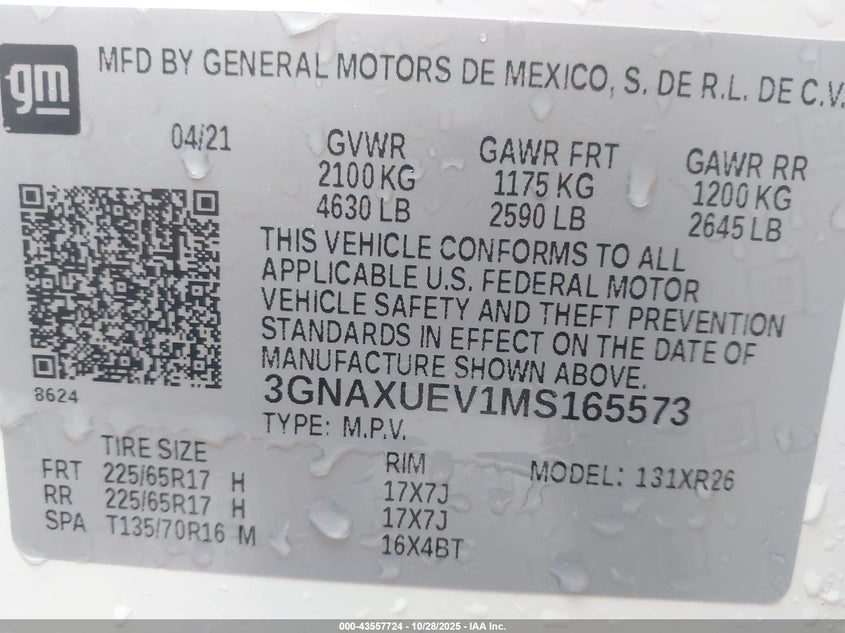 gm
MFD BY GENERAL MOTORS DE MEXICO, S. DE R.L. DE C.V.
04/21
GVWR GAWR FRT GAWR RR
2100 KG 1175 KG 1200 KG
4630 LB 2590 LB 2645 LB
THIS VEHICLE CONFORMS TO ALL
APPLICABLE U.S. FEDERAL MOTOR
VEHICLE SAFETY AND THEFT PREVENTION
STANDARDS IN EFFECT ON THE DATE OF
MANUFACTURE SHOWN ABOVE.
8624
3GNAXUEV1MS165573
TYPE: M.P.V.
TIRE SIZE RIM MODEL: 131XR26
FRT 225/65R17 H 17X7J
RR 225/65R17 H 17X7J
SPA T135/70R16 M 16X4BT
000-43557724 - 10/28/2025 - IAA Inc.